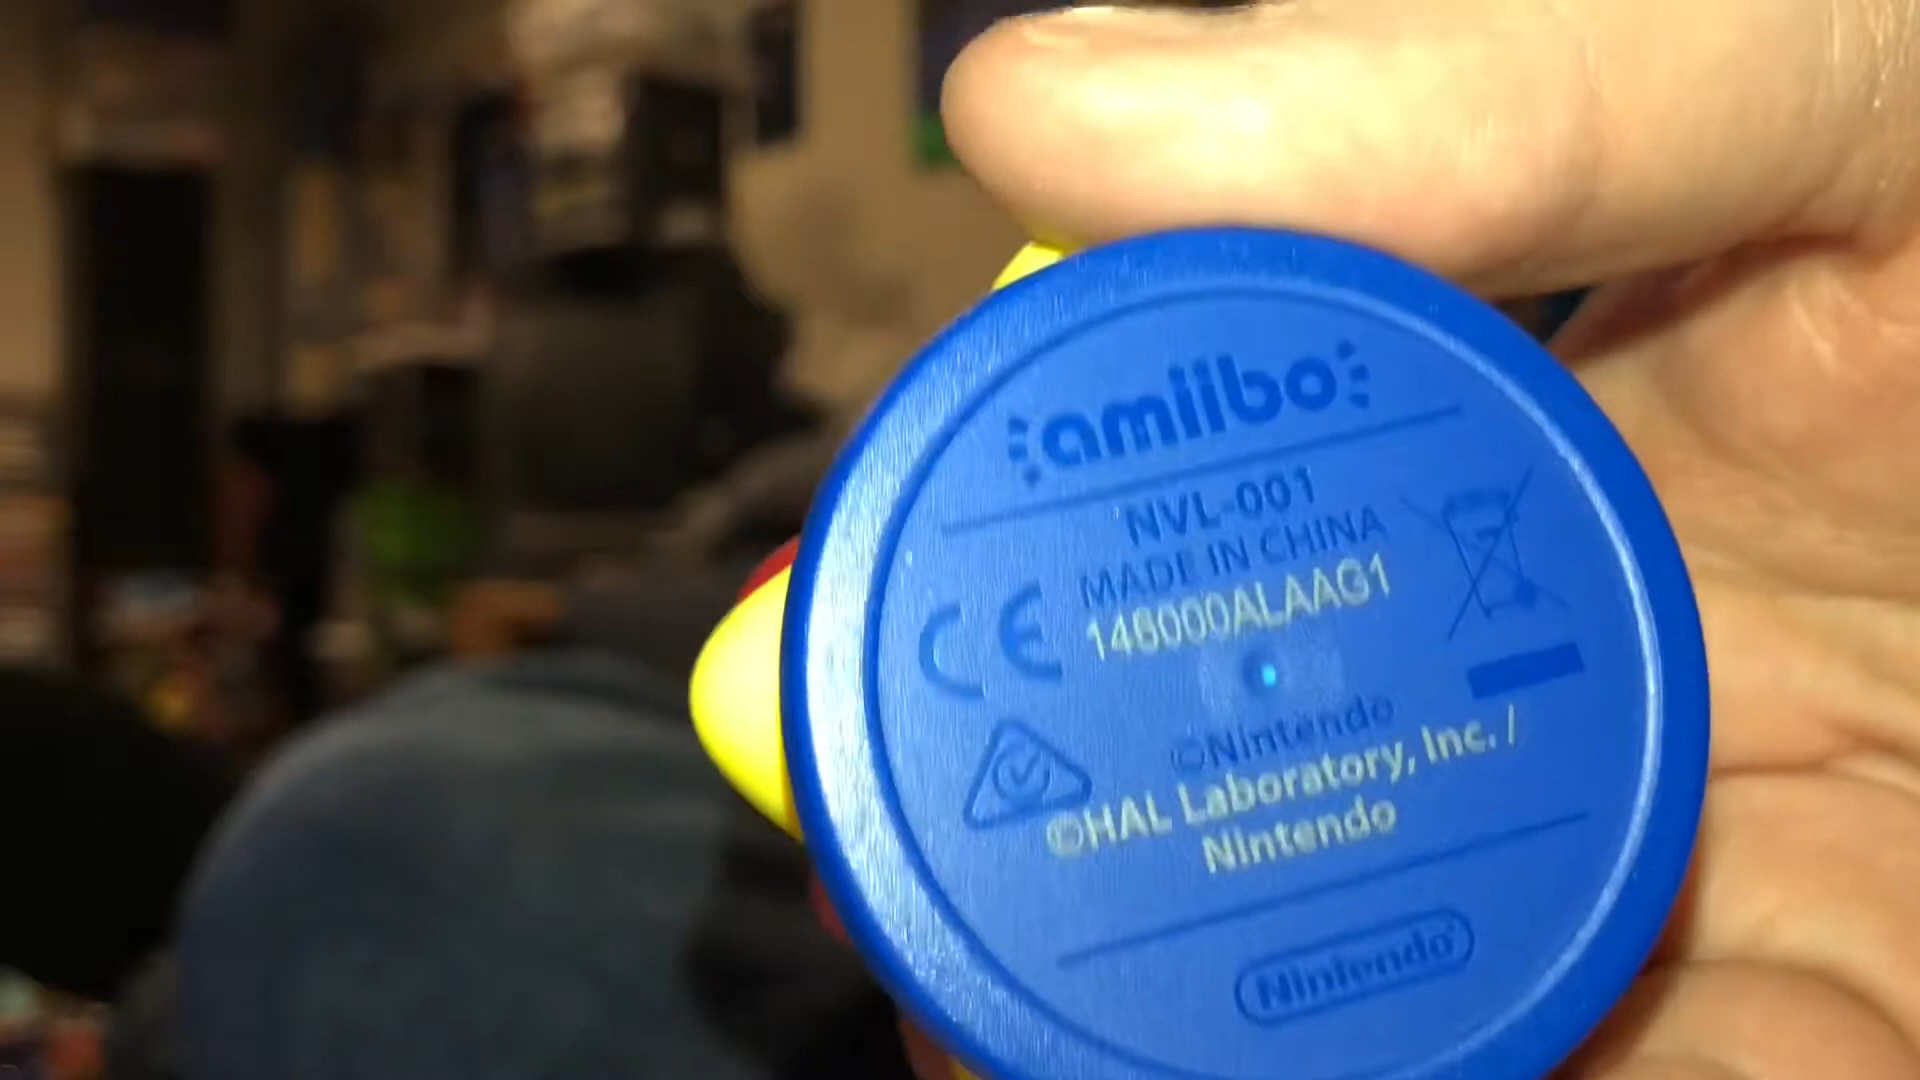 amiibo
NVL-001
MADE IN CHINA
146000ALAAG1
CE
©Nintendo
©HAL Laboratory, Inc. /
Nintendo
Nintendo